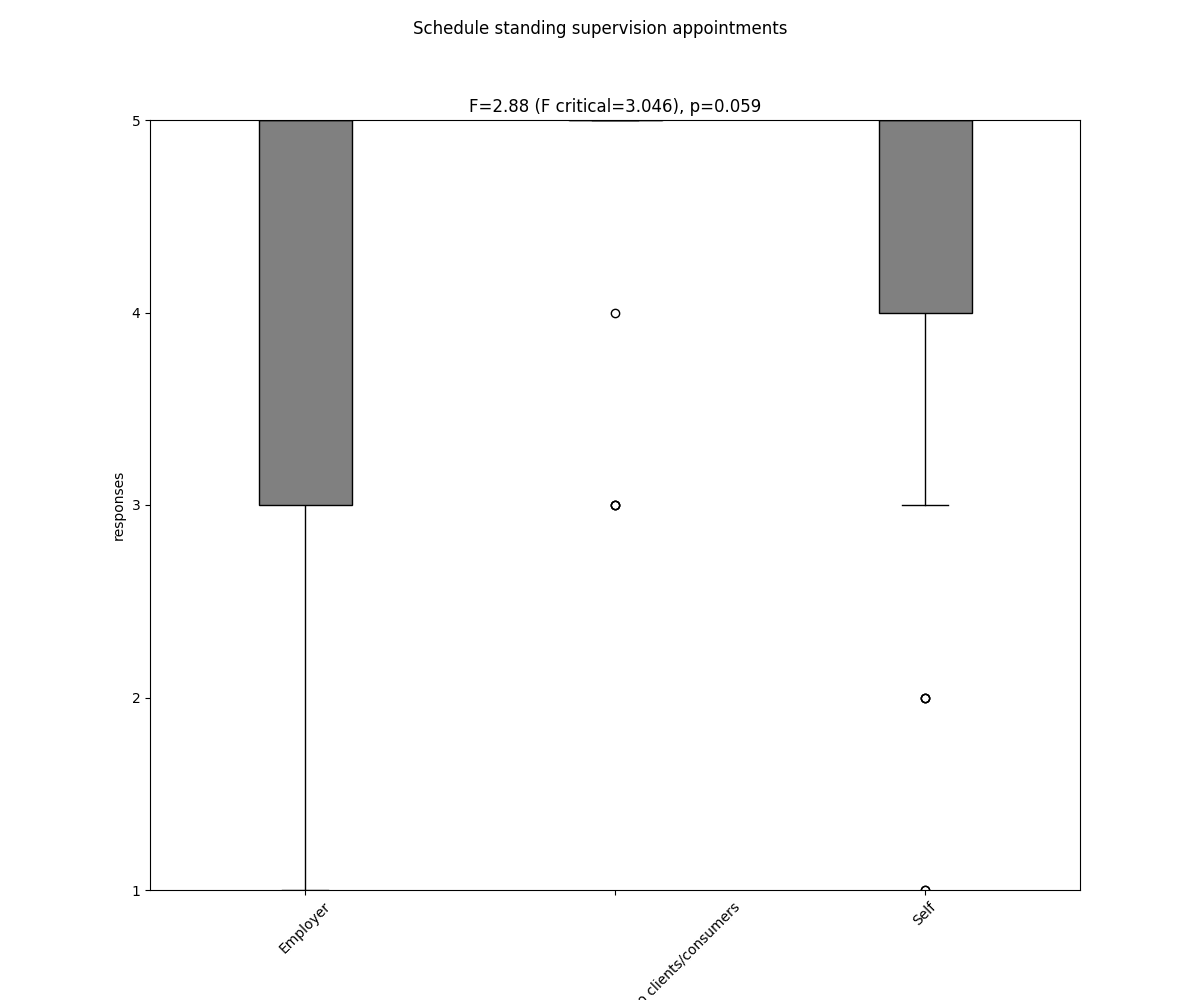 Schedule standing supervision appointments
F=2.88 (F critical=3.046), p=0.059
5
4
3
2
1
responses
Employer
clients/consumers
Self